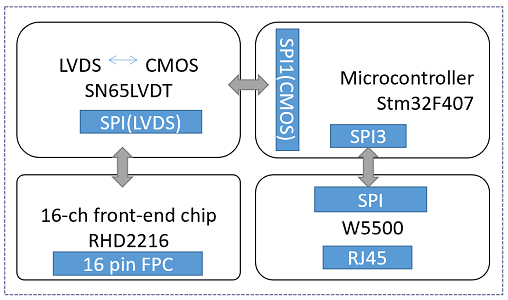 LVDS CMOS
SN65LVDT
SPI(LVDS)
SPI1(CMOS)
Microcontroller
Stm32F407
SPI3
16-ch front-end chip
RHD2216
16 pin FPC
SPI
W5500
RJ45